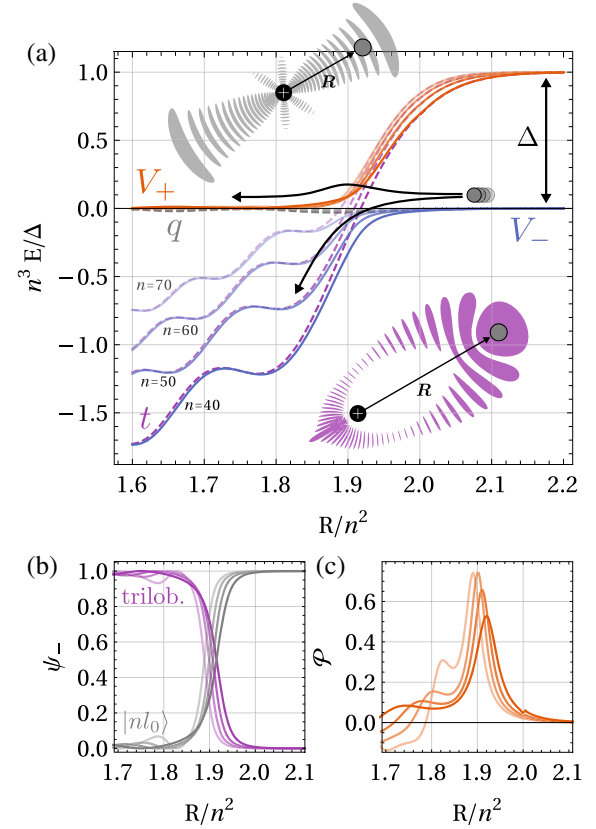 (a)
n³ E/Δ
1.0
0.5
0.0
−0.5
−1.0
−1.5
R
V₊
q
Δ
V₋
n=70
n=60
n=50
n=40
t
R
1.6 1.7 1.8 1.9 2.0 2.1 2.2
R/n²
(b)
ψ₋
1.0
0.8
0.6
0.4
0.2
0.0
trilob.
|nl₀⟩
1.7 1.8 1.9 2.0 2.1
R/n²
(c)
𝒫
0.6
0.4
0.2
0.0
1.7 1.8 1.9 2.0 2.1
R/n²